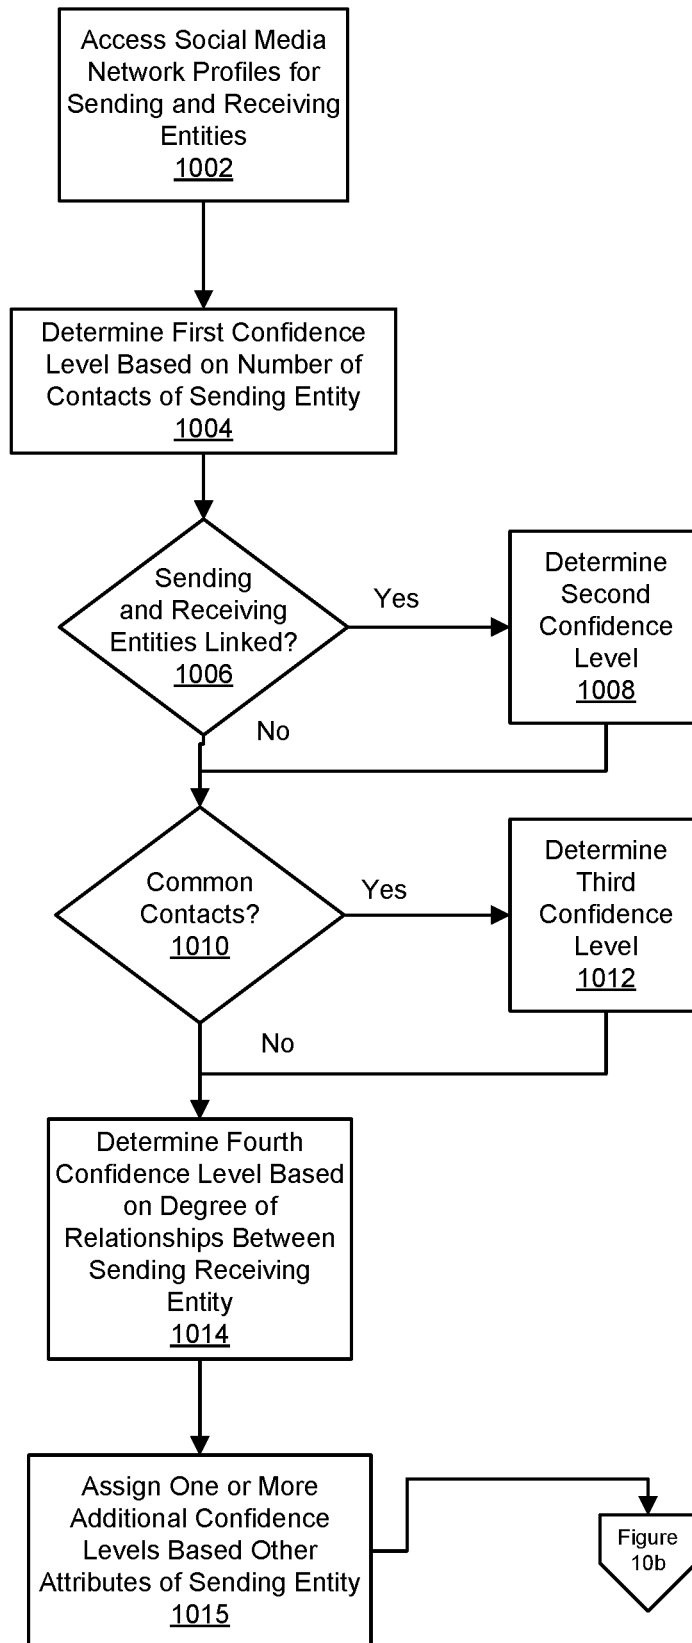 Access Social Media
Network Profiles for
Sending and Receiving
Entities
1002
Determine First Confidence
Level Based on Number of
Contacts of Sending Entity
1004
Sending
and Receiving
Entities Linked?
1006
Yes
Determine
Second
Confidence
Level
1008
No
Common
Contacts?
1010
Yes
Determine
Third
Confidence
Level
1012
No
Determine Fourth
Confidence Level Based
on Degree of
Relationships Between
Sending Receiving
Entity
1014
Assign One or More
Additional Confidence
Levels Based Other
Attributes of Sending Entity
1015
Figure
10b